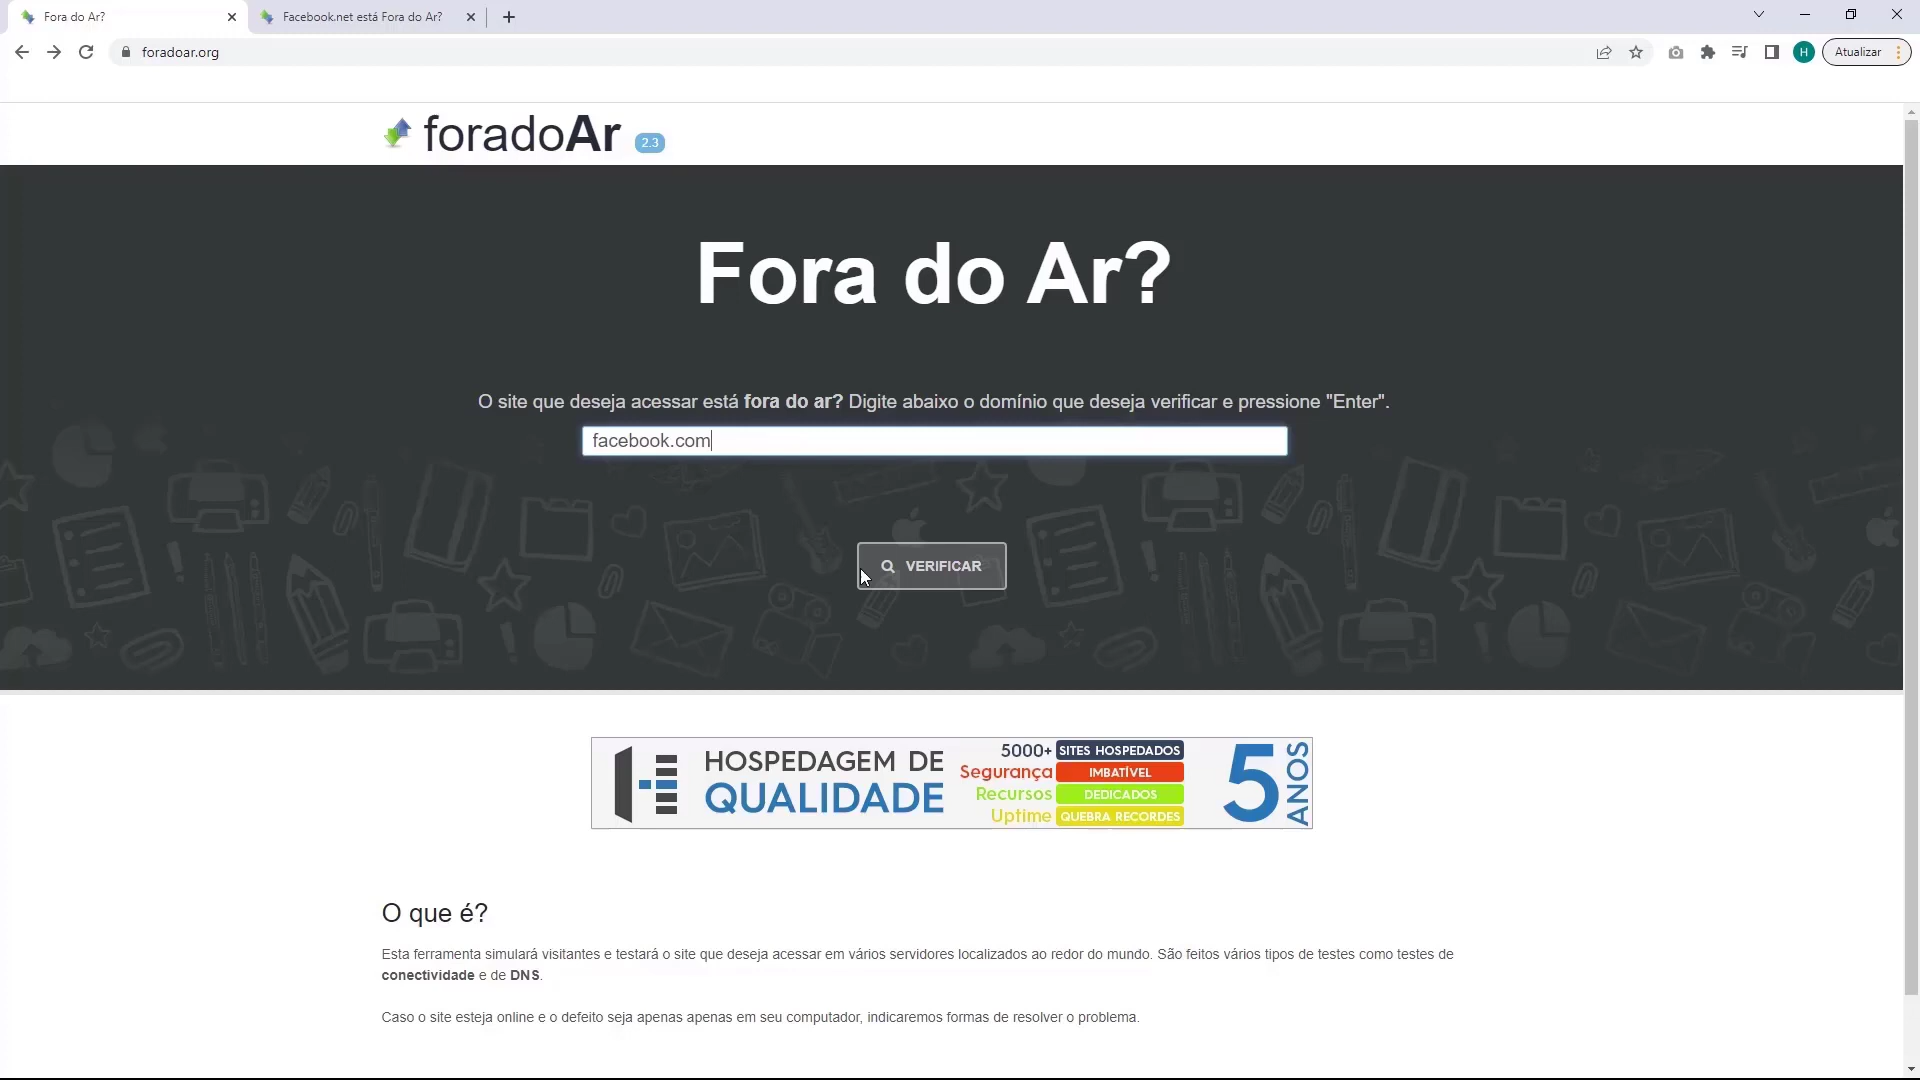 Fora do Ar?
Facebook.net está Fora do Ar?
foradoar.org
H
Atualizar
foradoAr 2.3
Fora do Ar?
O site que deseja acessar está fora do ar? Digite abaixo o domínio que deseja verificar e pressione "Enter".
facebook.com
VERIFICAR
HOSPEDAGEM DE
QUALIDADE
5000+ SITES HOSPEDADOS
Segurança IMBATÍVEL
Recursos DEDICADOS
Uptime QUEBRA RECORDES
5 ANOS
O que é?
Esta ferramenta simulará visitantes e testará o site que deseja acessar em vários servidores localizados ao redor do mundo. São feitos vários tipos de testes como testes de
conectividade e de DNS.
Caso o site esteja online e o defeito seja apenas apenas em seu computador, indicaremos formas de resolver o problema.